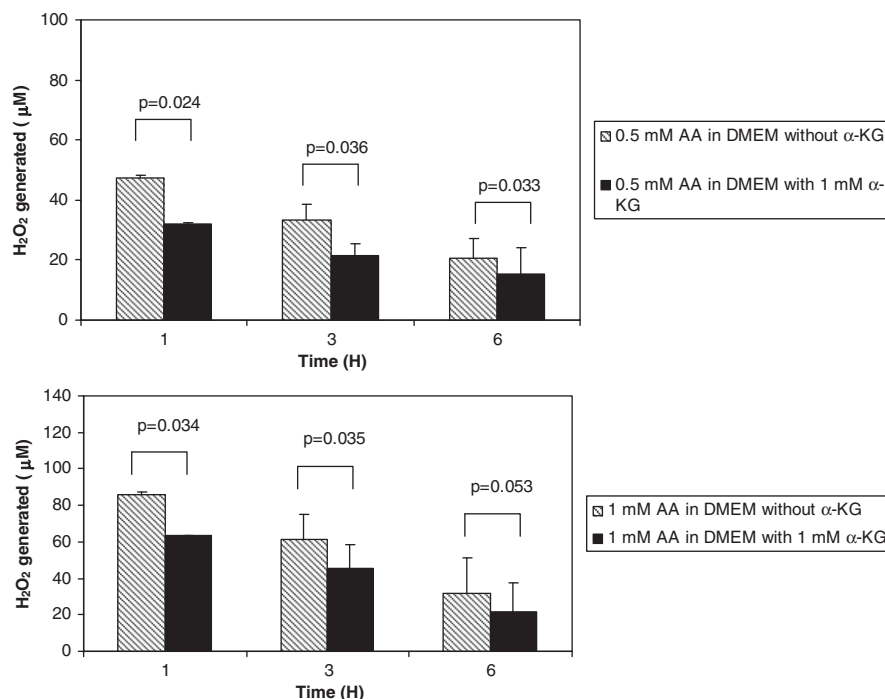 100
80
60
40
20
0
H₂O₂ generated ( μM)
p=0.024
p=0.036
p=0.033
1
3
6
Time (H)
0.5 mM AA in DMEM without α-KG
0.5 mM AA in DMEM with 1 mM α-
KG
140
120
100
80
60
40
20
0
H₂O₂ generated ( μM)
p=0.034
p=0.035
p=0.053
1
3
6
Time (H)
1 mM AA in DMEM without α-KG
1 mM AA in DMEM with 1 mM α-KG